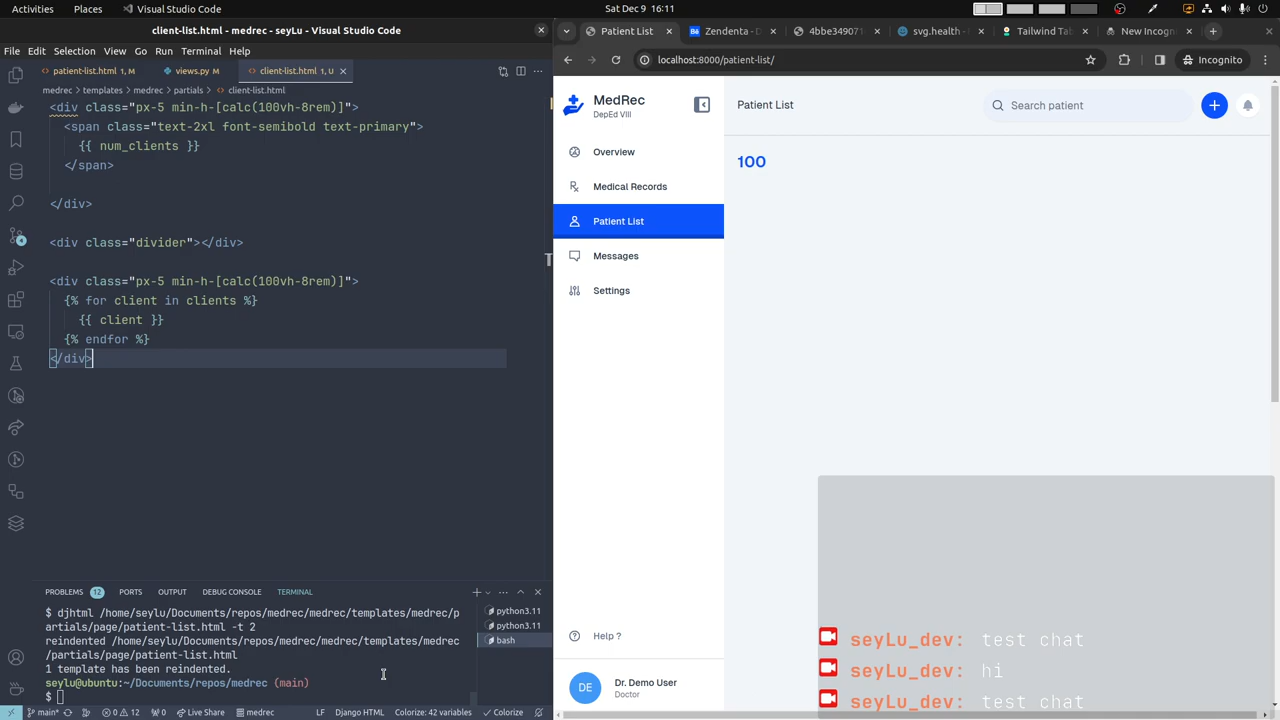 Activities Places Visual Studio Code Sat Dec 9 16:11
client-list.html - medrec - seyLu - Visual Studio Code
File Edit Selection View Go Run Terminal Help
patient-list.html 1, M views.py M client-list.html 1, U
medrec > templates > medrec > partials > client-list.html
<div class="px-5 min-h-[calc(100vh-8rem)]">
<span class="text-2xl font-semibold text-primary">
{{ num_clients }}
</span>
</div>
<div class="divider"></div>
<div class="px-5 min-h-[calc(100vh-8rem)]">
{% for client in clients %}
{{ client }}
{% endfor %}
</div>
PROBLEMS 12 PORTS OUTPUT DEBUG CONSOLE TERMINAL
$ djhtml /home/seylu/Documents/repos/medrec/medrec/templates/medrec/p
artials/page/patient-list.html -t 2
reindented /home/seylu/Documents/repos/medrec/medrec/templates/medrec
/partials/page/patient-list.html
1 template has been reindented.
seylu@ubuntu:~/Documents/repos/medrec (main)
$
python3.11
python3.11
bash
main* 0 12 0 Live Share medrec LF Django HTML Colorize: 42 variables Colorize
Patient List Zendenta - D 4bbe349071 svg.health - Tailwind Tab New Incogn
localhost:8000/patient-list/ Incognito
MedRec
DepEd VIII
Overview
Medical Records
Patient List
Messages
Settings
Help ?
DE Dr. Demo User
Doctor
Patient List Search patient
100
T
seyLu_dev: test chat
seyLu_dev: hi
seyLu_dev: test chat